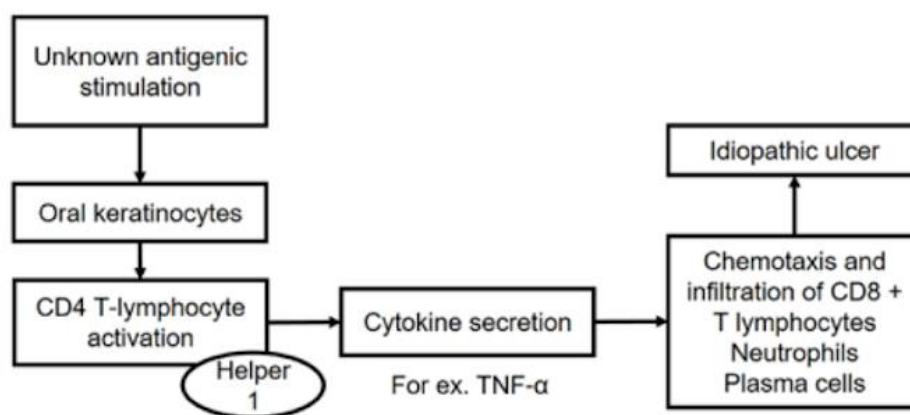 Unknown antigenic
stimulation
Oral keratinocytes
CD4 T-lymphocyte
activation
Helper
1
Cytokine secretion
For ex. TNF-α
Idiopathic ulcer
Chemotaxis and
infiltration of CD8 +
T lymphocytes
Neutrophils
Plasma cells